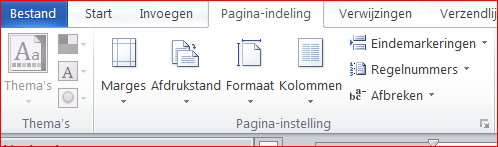 Bestand Start Invoegen Pagina-indeling Verwijzingen Verzendli
Aa A
Thema's Marges Afdrukstand Formaat Kolommen Eindemarkeringen
Regelnummers
bc Afbreken
Thema's Pagina-instelling